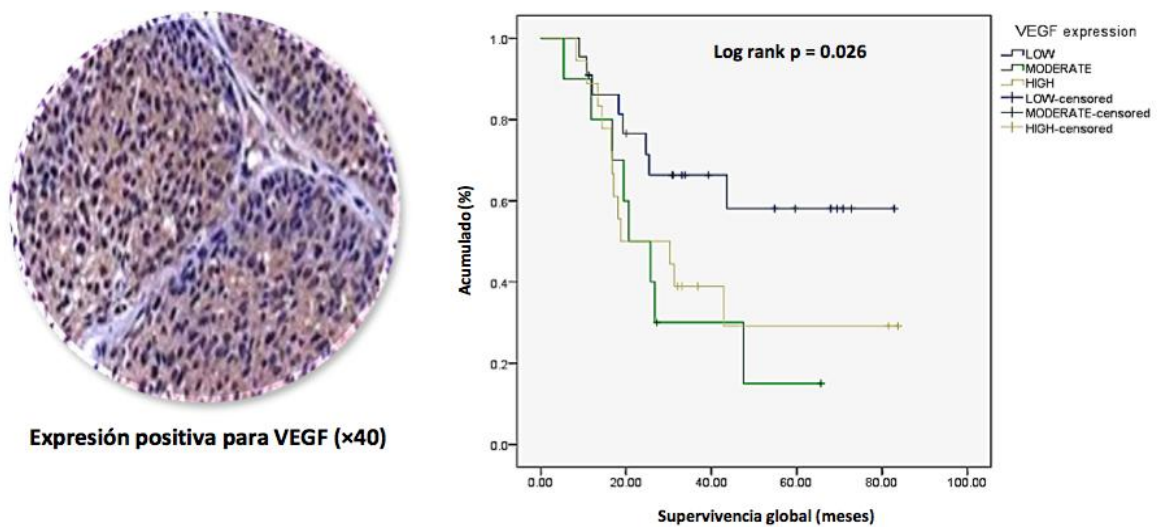 Expresión positiva para VEGF (×40)
Log rank p = 0.026
Acumulado (%)
1.0
0.8
0.6
0.4
0.2
0.0
0.00 20.00 40.00 60.00 80.00 100.00
Supervivencia global (meses)
VEGF expression
LOW
MODERATE
HIGH
LOW-censored
MODERATE-censored
HIGH-censored